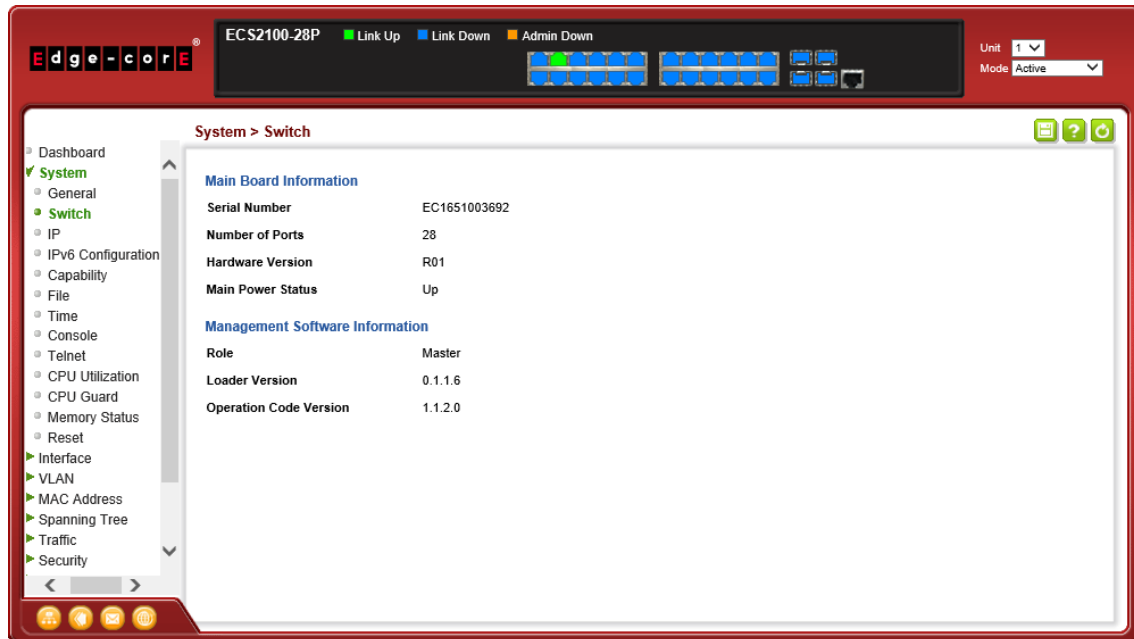 Edge-corE®
ECS2100-28P Link Up Link Down Admin Down
Unit 1
Mode Active
System > Switch
Dashboard
System
General
Switch
IP
IPv6 Configuration
Capability
File
Time
Console
Telnet
CPU Utilization
CPU Guard
Memory Status
Reset
Interface
VLAN
MAC Address
Spanning Tree
Traffic
Security
Main Board Information
Serial Number EC1651003692
Number of Ports 28
Hardware Version R01
Main Power Status Up
Management Software Information
Role Master
Loader Version 0.1.1.6
Operation Code Version 1.1.2.0